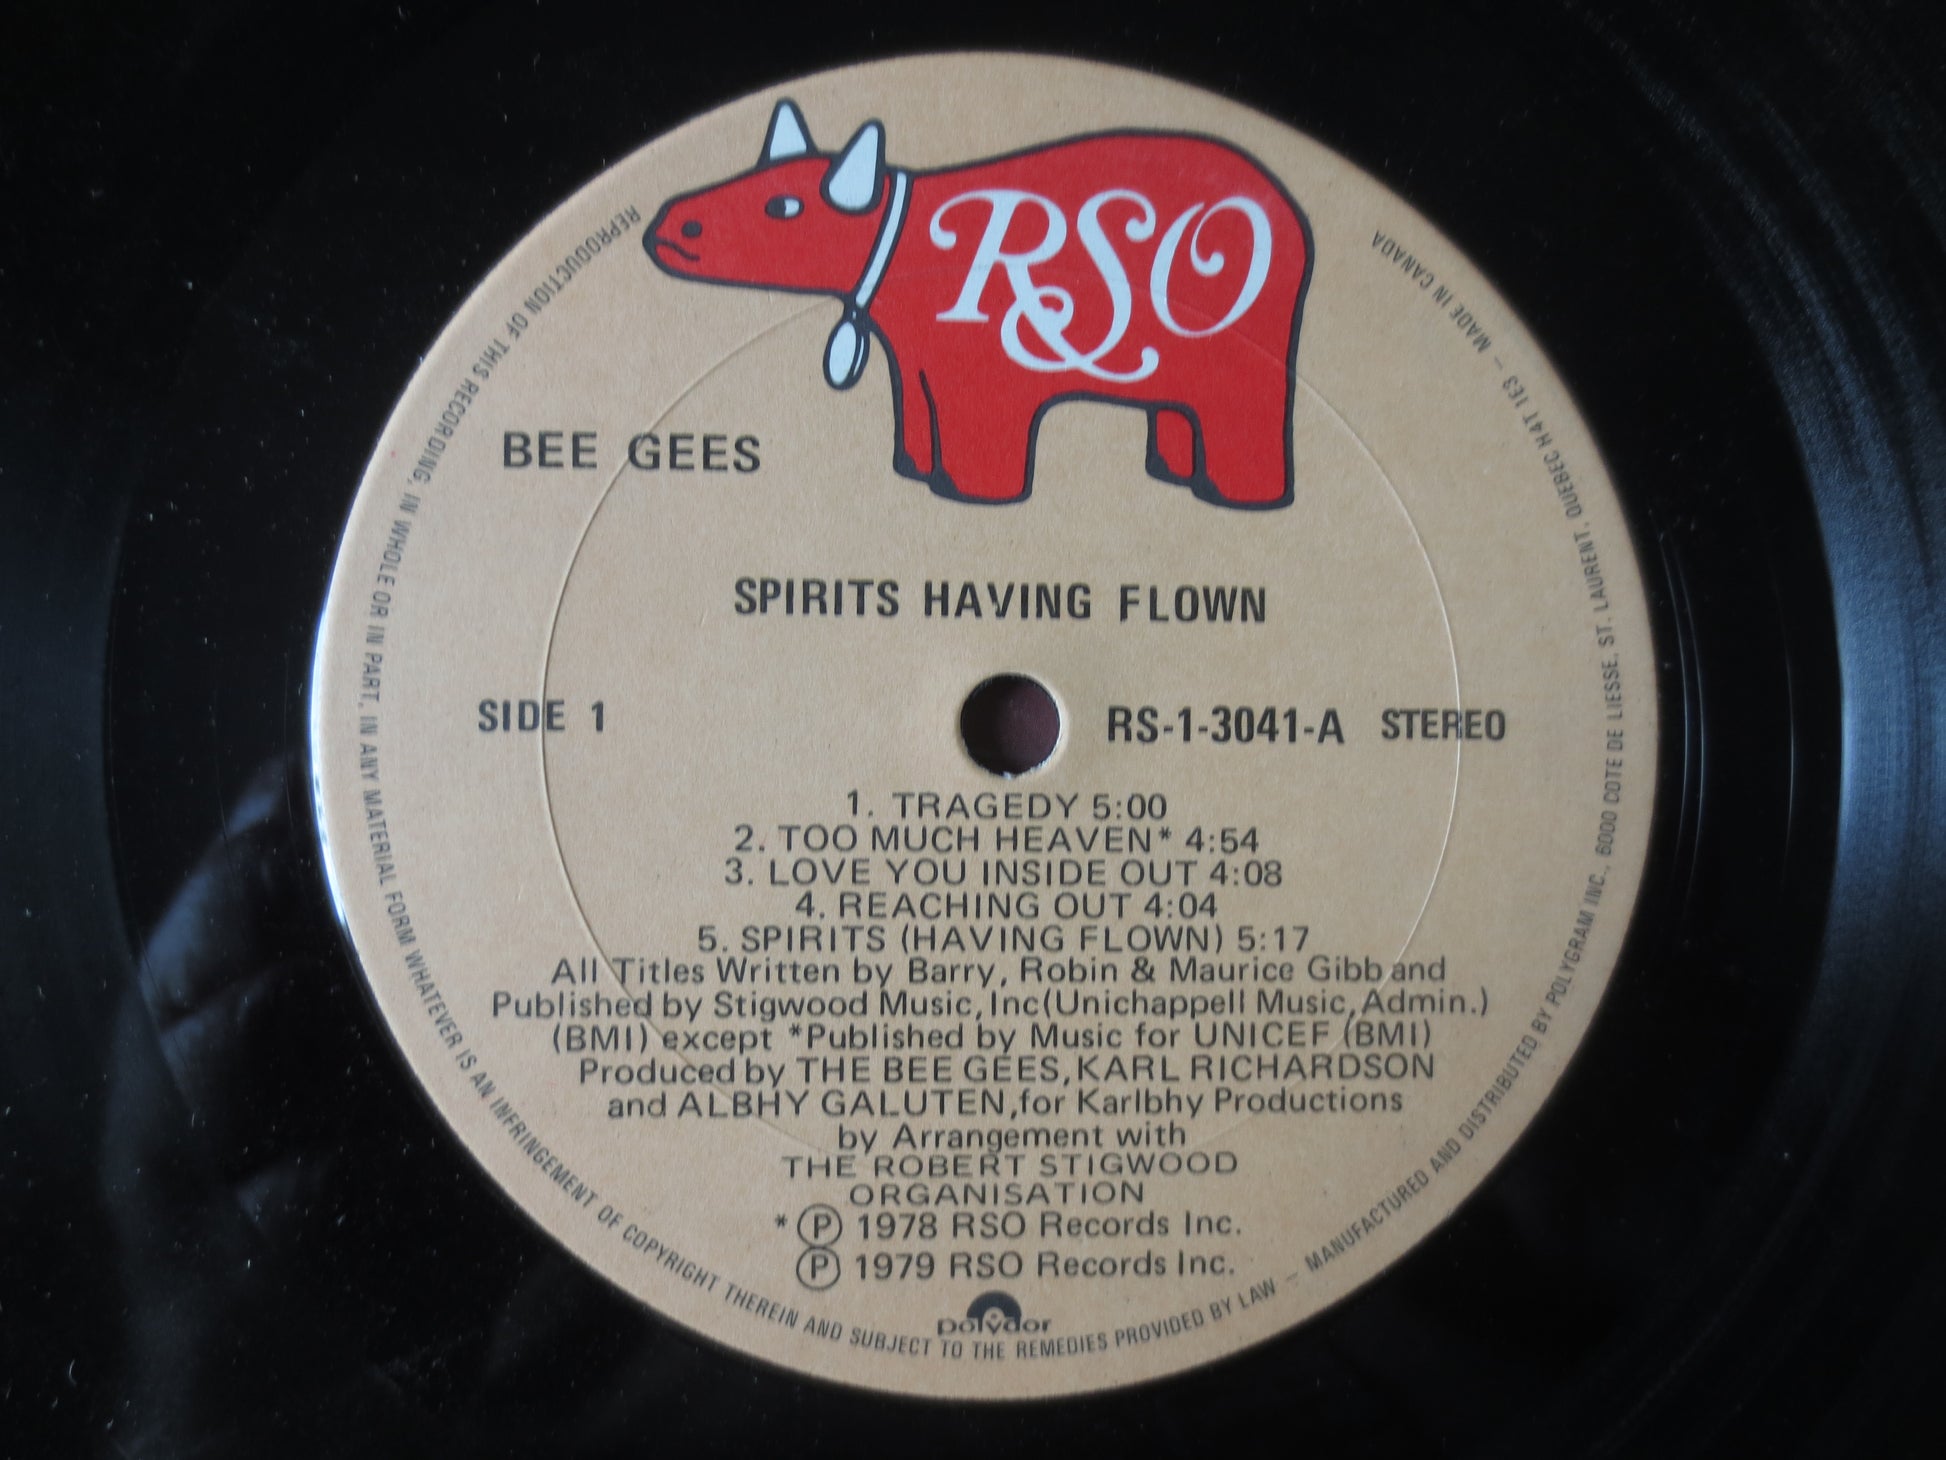 RSO
BEE GEES
SPIRITS HAVING FLOWN
SIDE 1
RS-1-3041-A STEREO
1. TRAGEDY 5:00
2. TOO MUCH HEAVEN* 4:54
3. LOVE YOU INSIDE OUT 4:08
4. REACHING OUT 4:04
5. SPIRITS (HAVING FLOWN) 5:17
All Titles Written by Barry, Robin & Maurice Gibb and
Published by Stigwood Music, Inc(Unichappell Music, Admin.)
(BMI) except *Published by Music for UNICEF (BMI)
Produced by THE BEE GEES, KARL RICHARDSON
and ALBHY GALUTEN, for Karlbhy Productions
by Arrangement with
THE ROBERT STIGWOOD
ORGANISATION
* Ⓟ 1978 RSO Records Inc.
Ⓟ 1979 RSO Records Inc.
polydor
REPRODUCTION OF THIS RECORDING, IN WHOLE OR IN PART, IN ANY MATERIAL FORM WHATEVER IS AN INFRINGEMENT OF COPYRIGHT THEREIN AND SUBJECT TO THE REMEDIES PROVIDED BY LAW – MANUFACTURED AND DISTRIBUTED BY POLYGRAM INC., 6000 COTE DE LIESSE, ST. LAURENT, QUEBEC H4T 1E3 – MADE IN CANADA